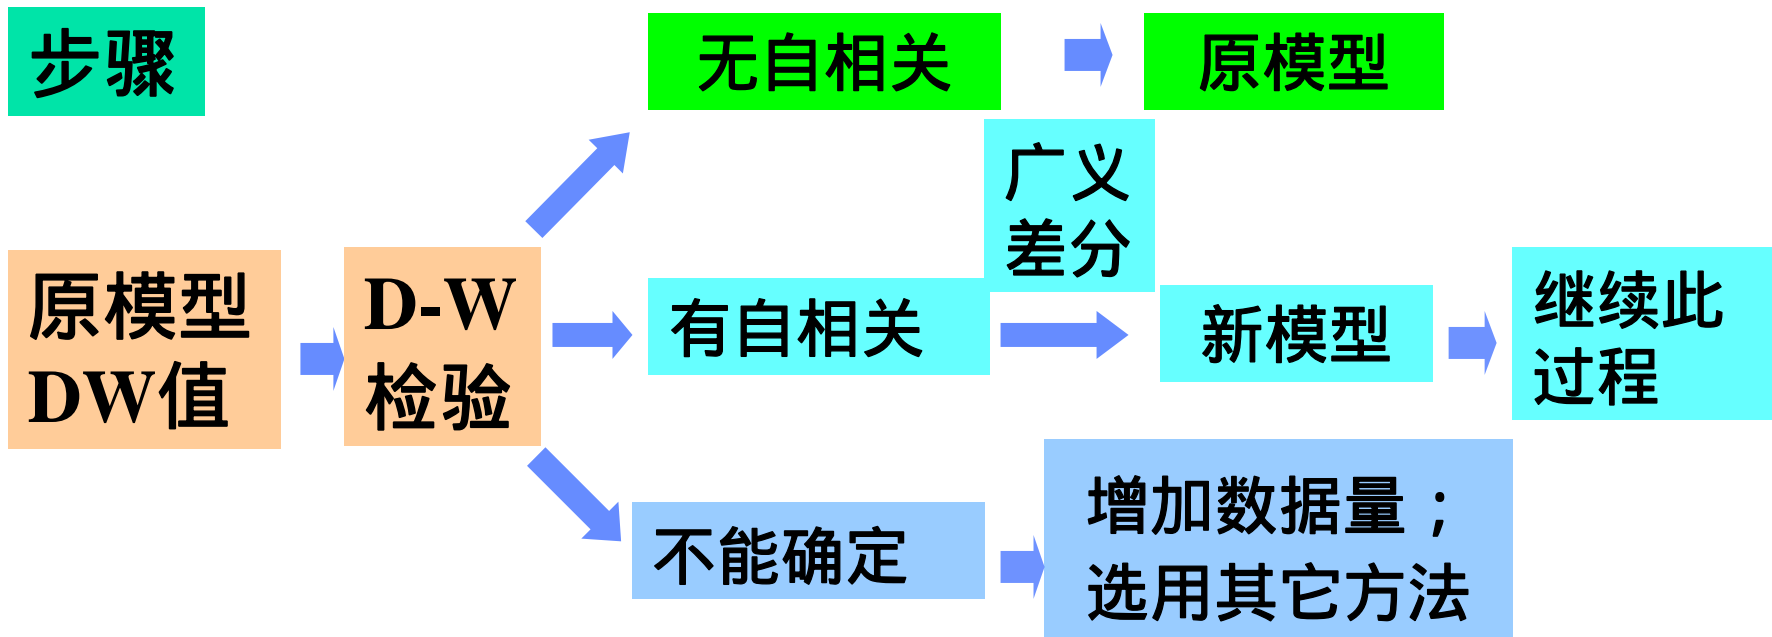 步骤
无自相关
原模型
广义
差分
原模型
DW值
D-W
检验
有自相关
新模型
继续此
过程
不能确定
增加数据量；
选用其它方法